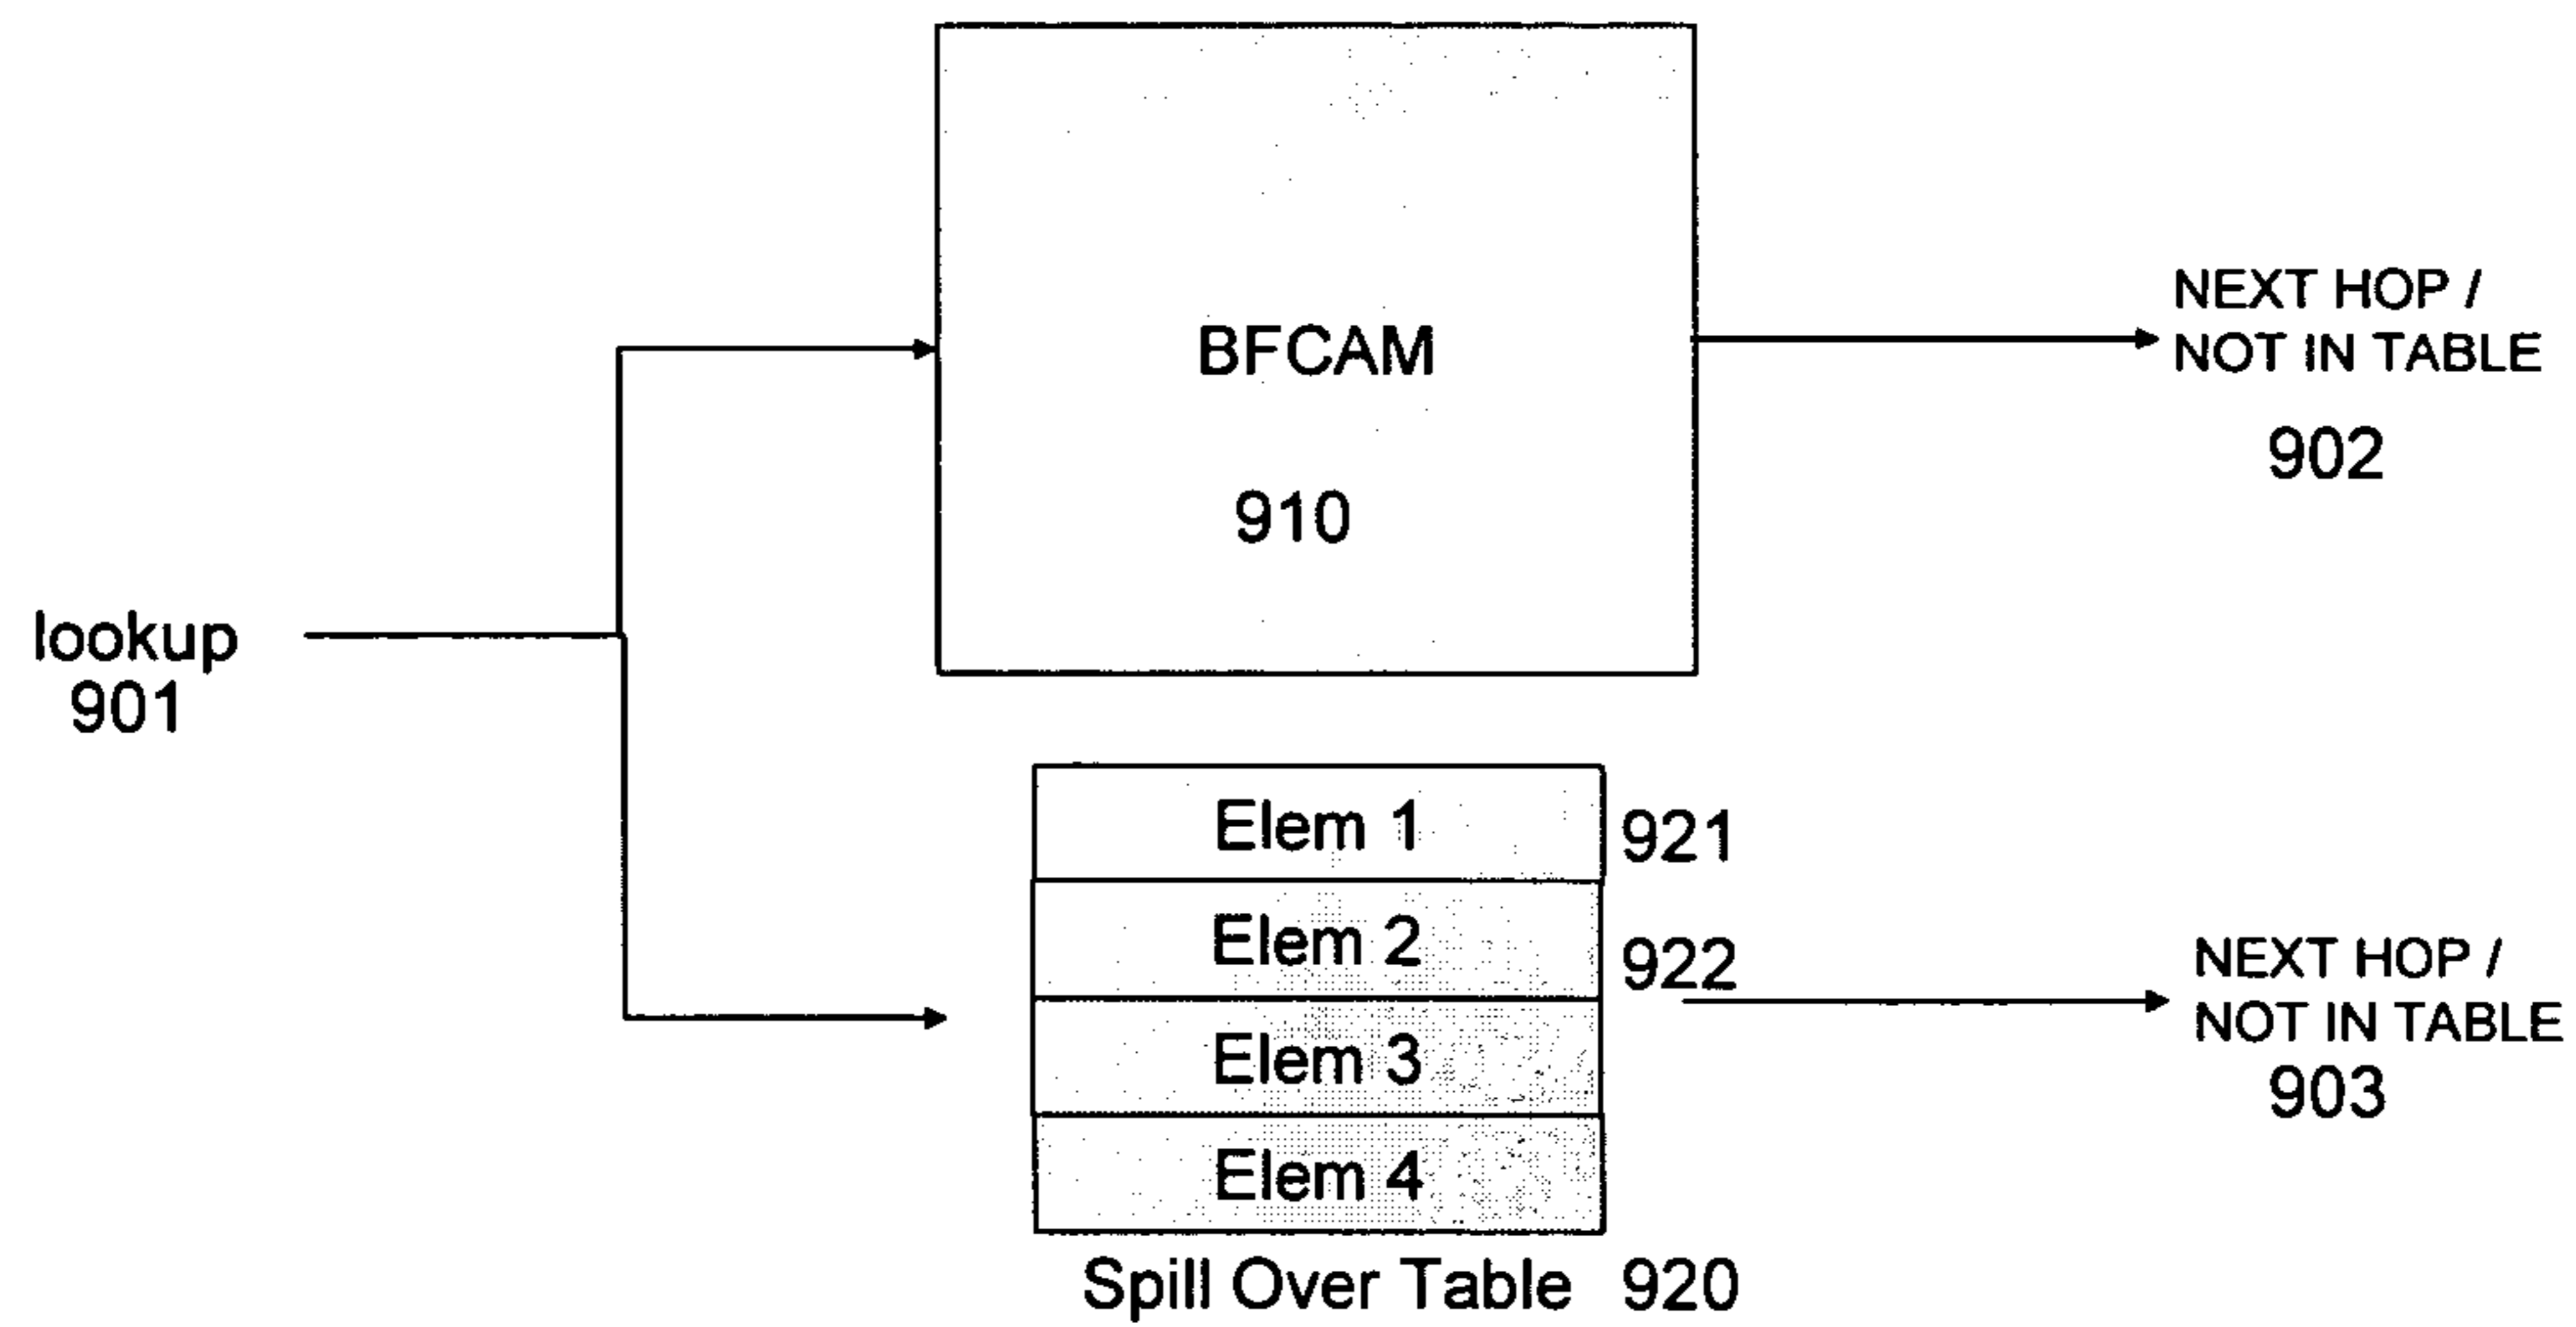 NEXT HOP /
NOT IN TABLE
902
BFCAM
910
lookup
901
Elem 1 921
Elem 2 922
Elem 3
Elem 4
NEXT HOP /
NOT IN TABLE
903
Spill Over Table 920